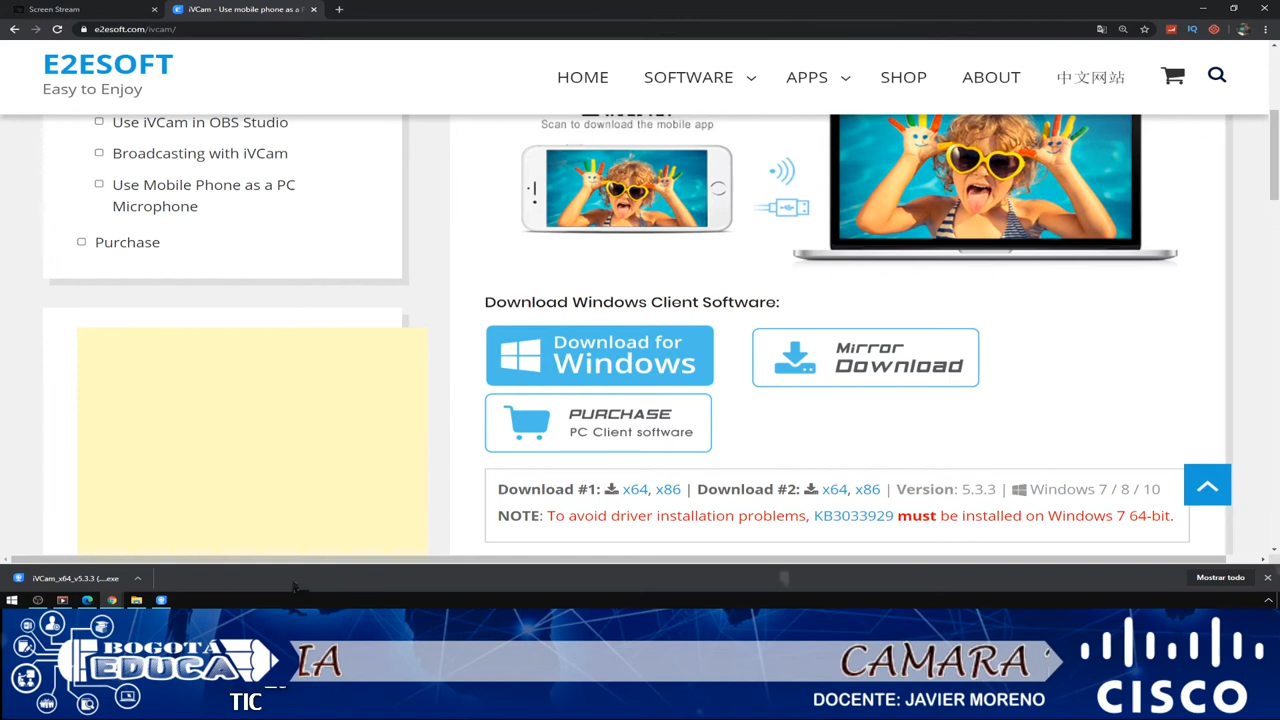 Screen Stream
iVCam - Use mobile phone as a P
e2esoft.com/ivcam/
E2ESOFT
Easy to Enjoy
HOME
SOFTWARE
APPS
SHOP
ABOUT
中文网站
Use iVCam in OBS Studio
Broadcasting with iVCam
Use Mobile Phone as a PC
Microphone
Purchase
Scan to download the mobile app
Download Windows Client Software:
Download for
Windows
Mirror
Download
PURCHASE
PC Client software
Download #1: x64, x86 | Download #2: x64, x86 | Version: 5.3.3 | Windows 7 / 8 / 10
NOTE: To avoid driver installation problems, KB3033929 must be installed on Windows 7 64-bit.
iVCam_x64_v5.3.3 (....exe
Mostrar todo
BOGOTÁ
EDUCA
TIC
IA
CAMARA
DOCENTE: JAVIER MORENO
CISCO